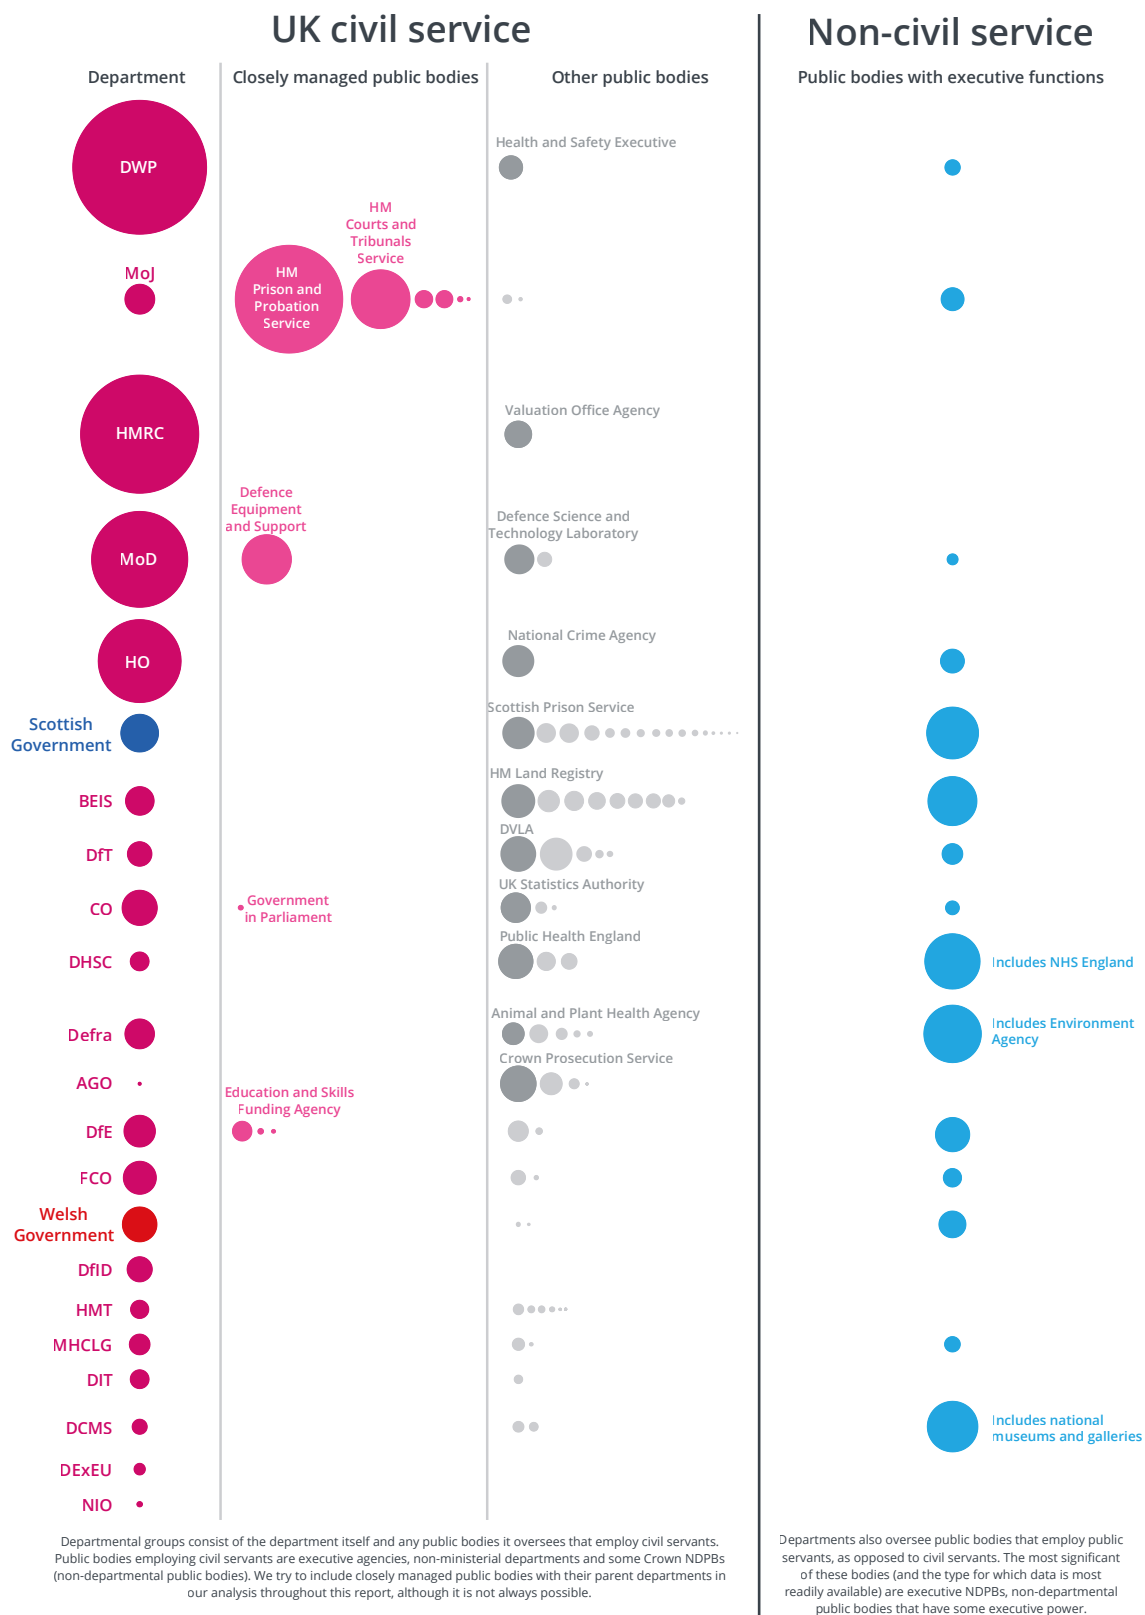 UK civil service
Non-civil service
Department
Closely managed public bodies
Other public bodies
Public bodies with executive functions
DWP
Health and Safety Executive
MoJ
HM
Prison and
Probation
Service
HM
Courts and
Tribunals
Service
HMRC
Valuation Office Agency
MoD
Defence
Equipment
and Support
Defence Science and
Technology Laboratory
HO
National Crime Agency
Scottish
Government
Scottish Prison Service
BEIS
HM Land Registry
DfT
DVLA
CO
Government
in Parliament
UK Statistics Authority
DHSC
Public Health England
Includes NHS England
Defra
Animal and Plant Health Agency
Includes Environment
Agency
AGO
Crown Prosecution Service
DfE
Education and Skills
Funding Agency
FCO
Welsh
Government
DfID
HMT
MHCLG
DIT
DCMS
Includes national
museums and galleries
DExEU
NIO
Departmental groups consist of the department itself and any public bodies it oversees that employ civil servants.
Public bodies employing civil servants are executive agencies, non-ministerial departments and some Crown NDPBs
(non-departmental public bodies). We try to include closely managed public bodies with their parent departments in
our analysis throughout this report, although it is not always possible.
Departments also oversee public bodies that employ public
servants, as opposed to civil servants. The most significant
of these bodies (and the type for which data is most
readily available) are executive NDPBs, non-departmental
public bodies that have some executive power.